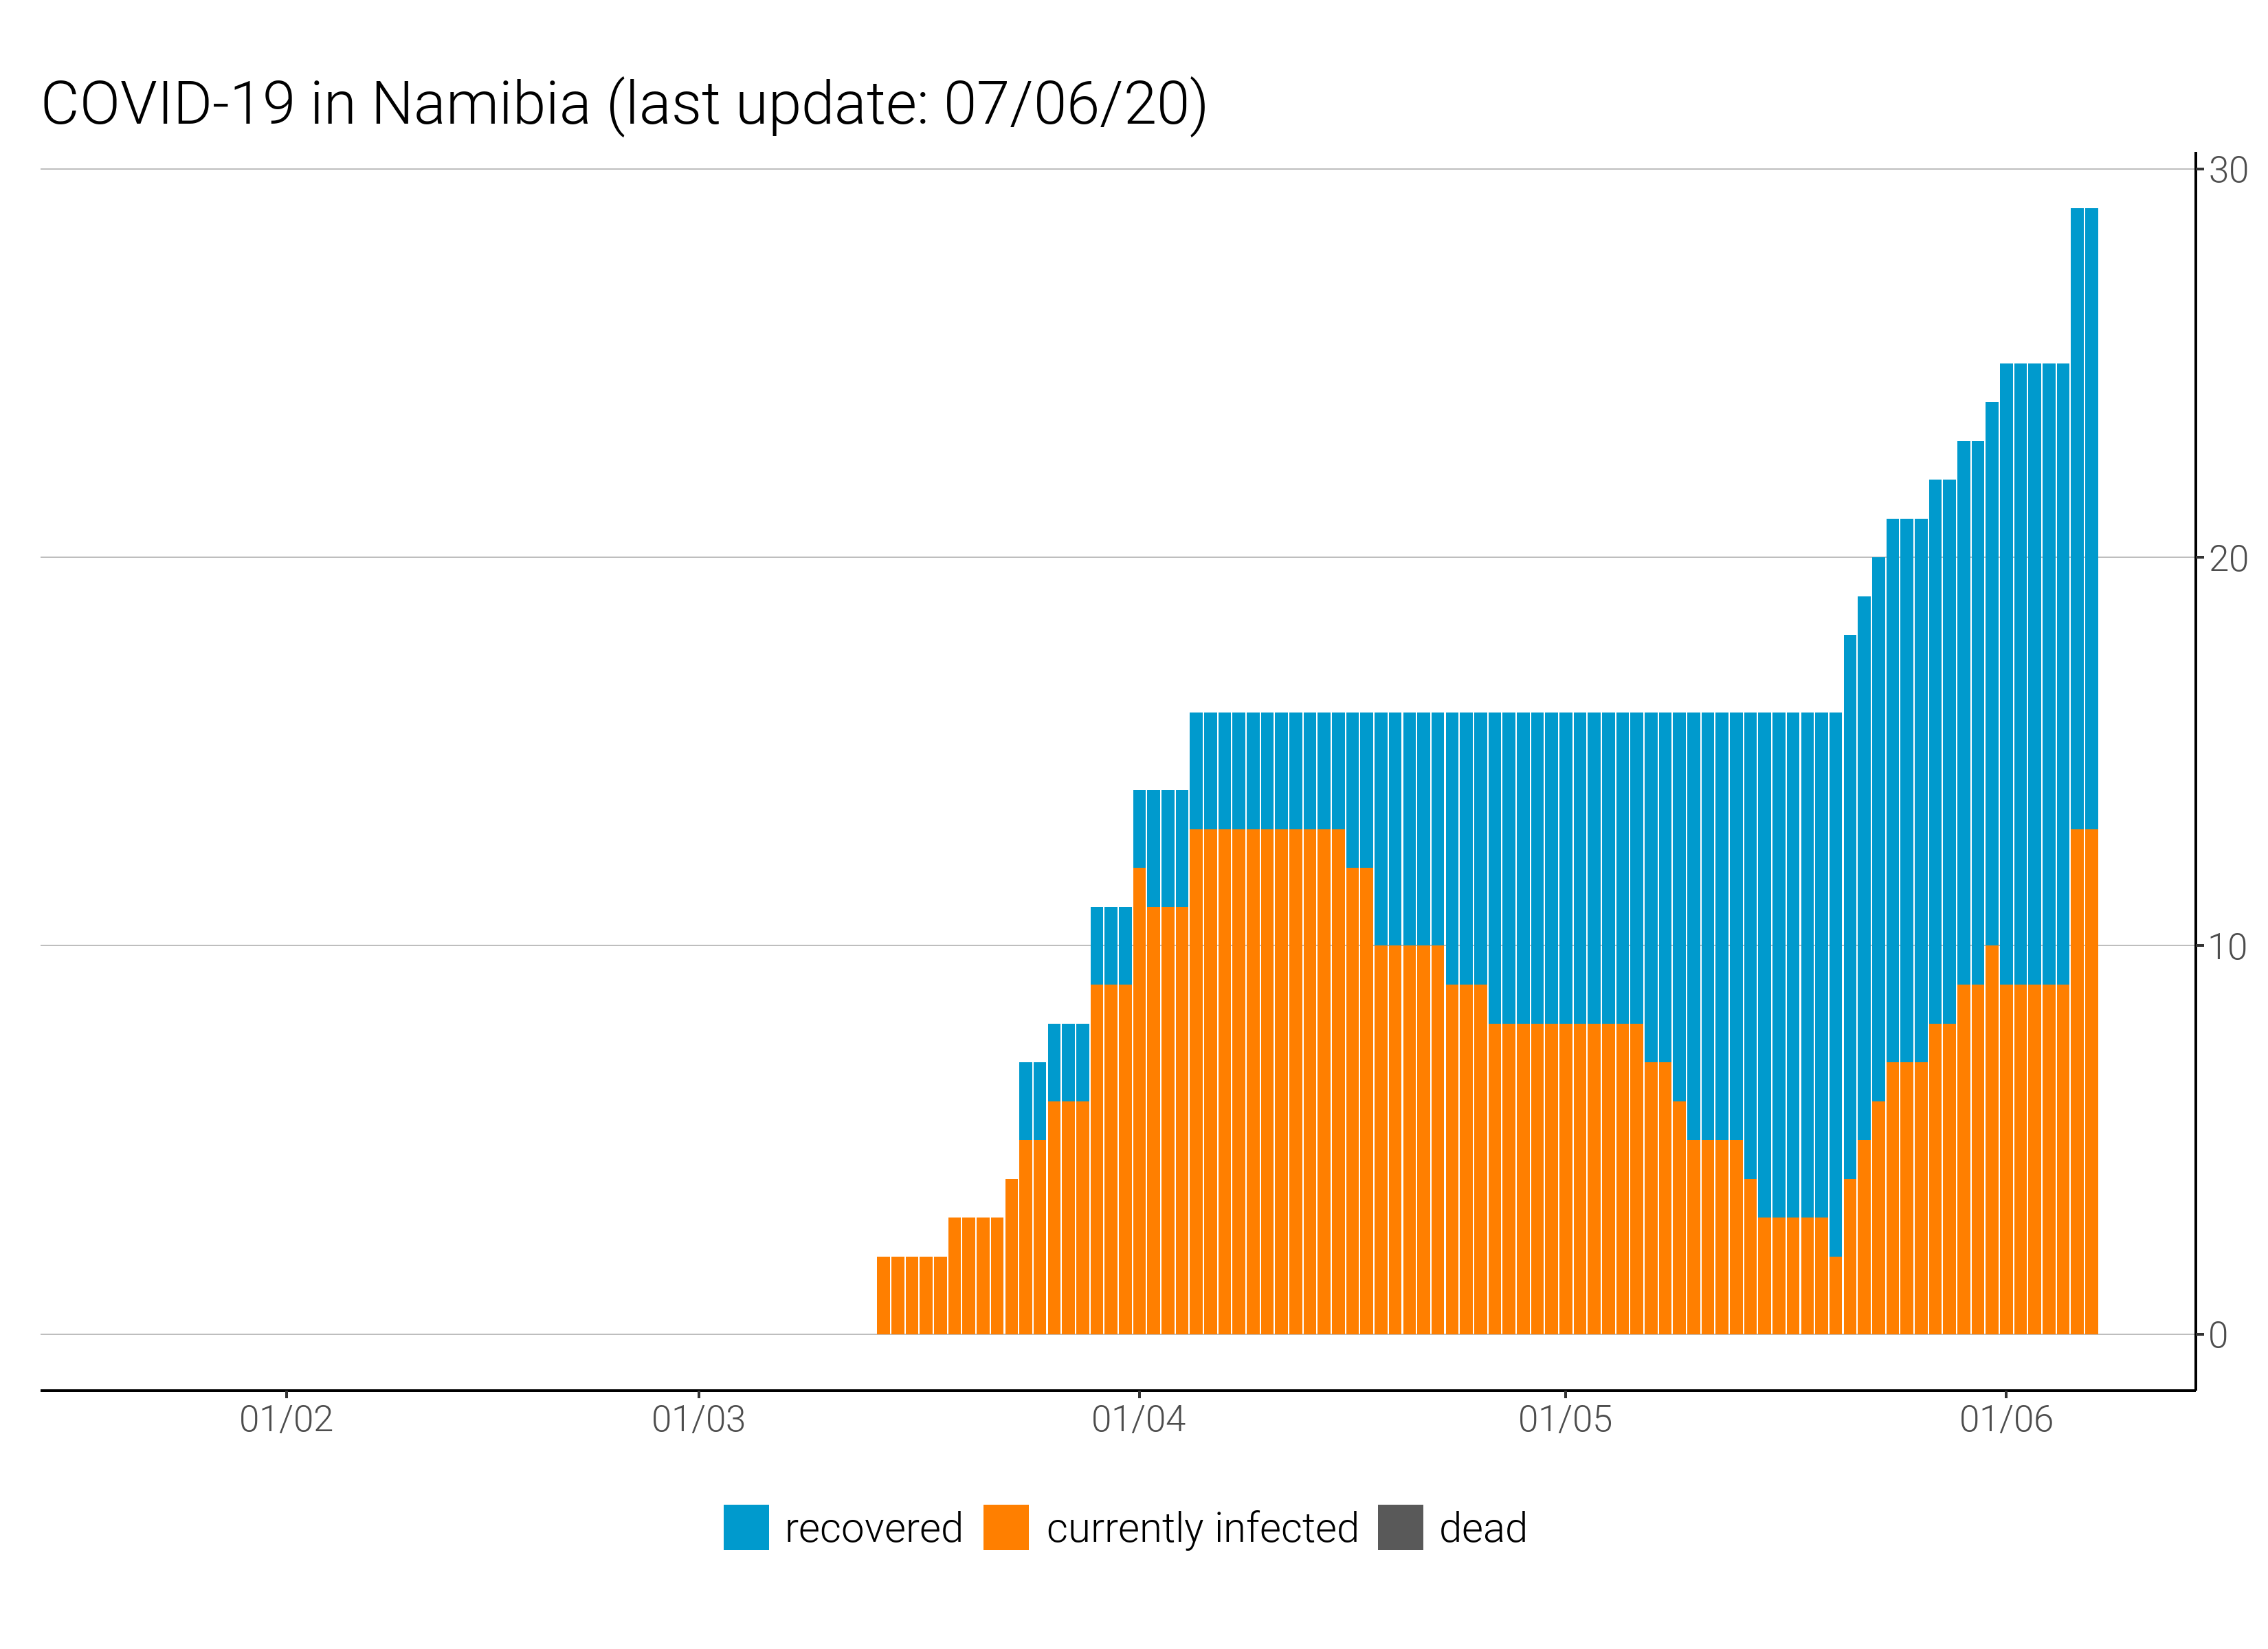 COVID-19 in Namibia (last update: 07/06/20)
30
20
10
0
01/02 01/03 01/04 01/05 01/06
recovered currently infected dead